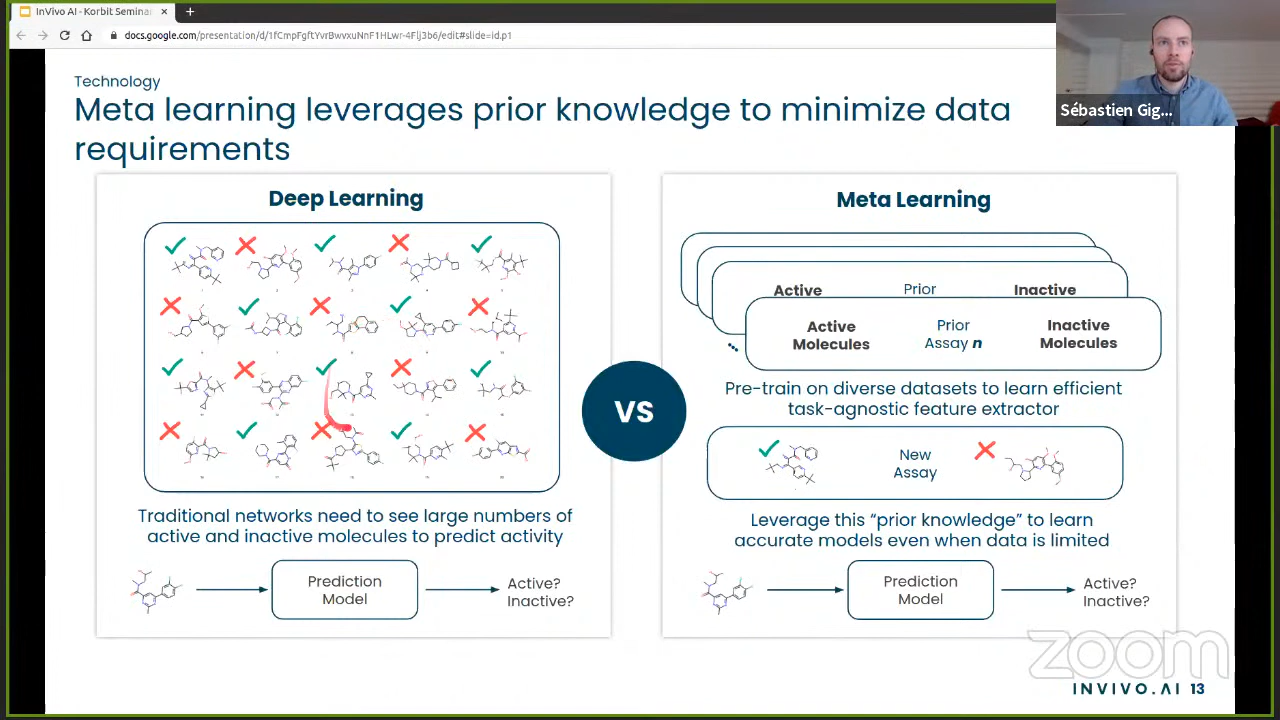 InVivo AI - Korbit Seminar
docs.google.com/presentation/d/1fCmpFgftYvrBwvxuNnF1HLwr-4Flj3b6/edit#slide=id.p1
Sébastien Gig...
Technology
Meta learning leverages prior knowledge to minimize data
requirements
Deep Learning
Traditional networks need to see large numbers of
active and inactive molecules to predict activity
Prediction
Model
Active?
Inactive?
VS
Meta Learning
Active
Prior
Inactive
Active
Molecules
Prior
Assay n
Inactive
Molecules
Pre-train on diverse datasets to learn efficient
task-agnostic feature extractor
New
Assay
Leverage this “prior knowledge” to learn
accurate models even when data is limited
Prediction
Model
Active?
Inactive?
zoom
INVIVO.AI 13